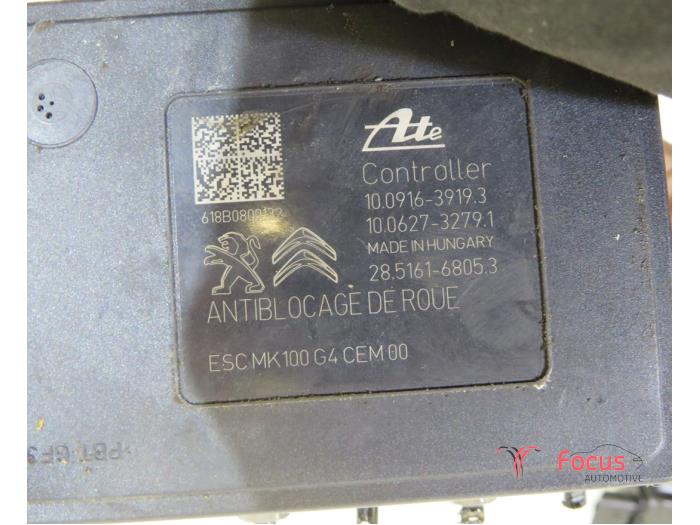 Ate
Controller
10.0916-3919.3
10.0627-3279.1
MADE IN HUNGARY
618B0800132
28.5161-6805.3
ANTIBLOCAGE DE ROUE
ESC MK100 G4 CEM 00
Focus
AUTOMOTIVE